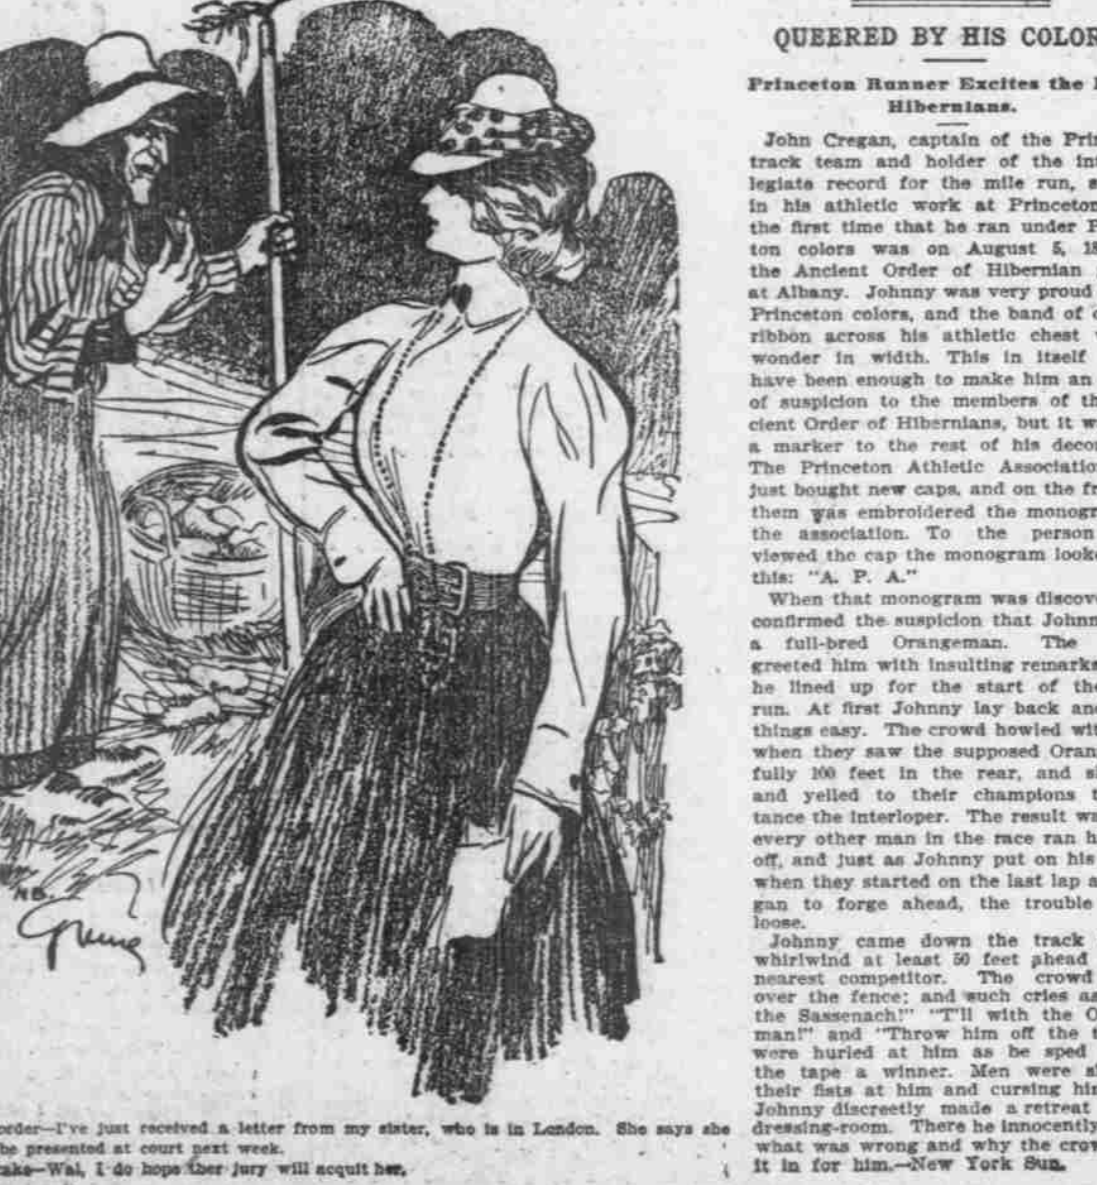 N.B.
order—I've just received a letter from my sister, who is in London. She says she
be presented at court next week.
cake—Wal, I do hope ther jury will acquit her.
QUEERED BY HIS COLOR
Princeton Runner Excites the
Hibernians.
John Cregan, captain of the Prin
track team and holder of the int
legiate record for the mile run, s
in his athletic work at Princeton
the first time that he ran under P
ton colors was on August 5, 18
the Ancient Order of Hibernian
at Albany. Johnny was very proud
Princeton colors, and the band of o
ribbon across his athletic chest
wonder in width. This in itself
have been enough to make him an
of suspicion to the members of th
cient Order of Hibernians, but it w
a marker to the rest of his decor
The Princeton Athletic Association
just bought new caps, and on the fr
them was embroidered the monogr
the association. To the person
viewed the cap the monogram looke
this: "A. P. A."
When that monogram was discove
confirmed the suspicion that Johnn
a full-bred Orangeman. The
greeted him with insulting remarks
he lined up for the start of the
run. At first Johnny lay back and
things easy. The crowd howled wit
when they saw the supposed Oran
fully 100 feet in the rear, and s
and yelled to their champions t
tance the interloper. The result wa
every other man in the race ran h
off, and just as Johnny put on his
when they started on the last lap a
gan to forge ahead, the trouble
loose.
Johnny came down the track
whirlwind at least 50 feet ahead
nearest competitor. The crowd
over the fence; and such cries as
the Sassenach!" "T'll with the O
man!" and "Throw him off the t
were hurled at him as he sped
the tape a winner. Men were s
their fists at him and cursing him
Johnny discreetly made a retreat
dressing-room. There he innocently
what was wrong and why the crow
it in for him.—New York Sun.